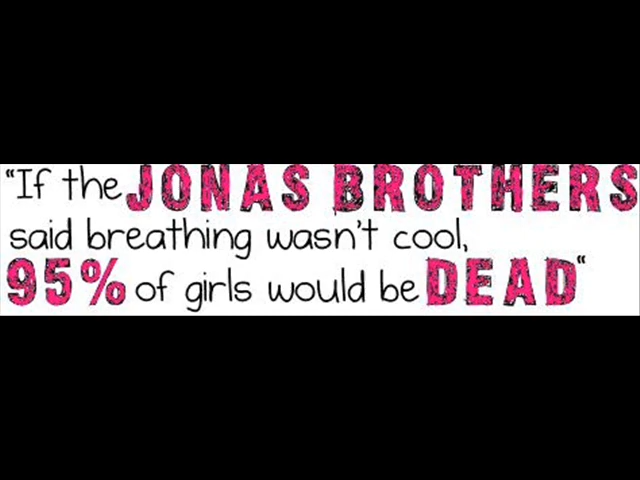 “If the JONAS BROTHERS
said breathing wasn't cool,
95% of girls would be DEAD“